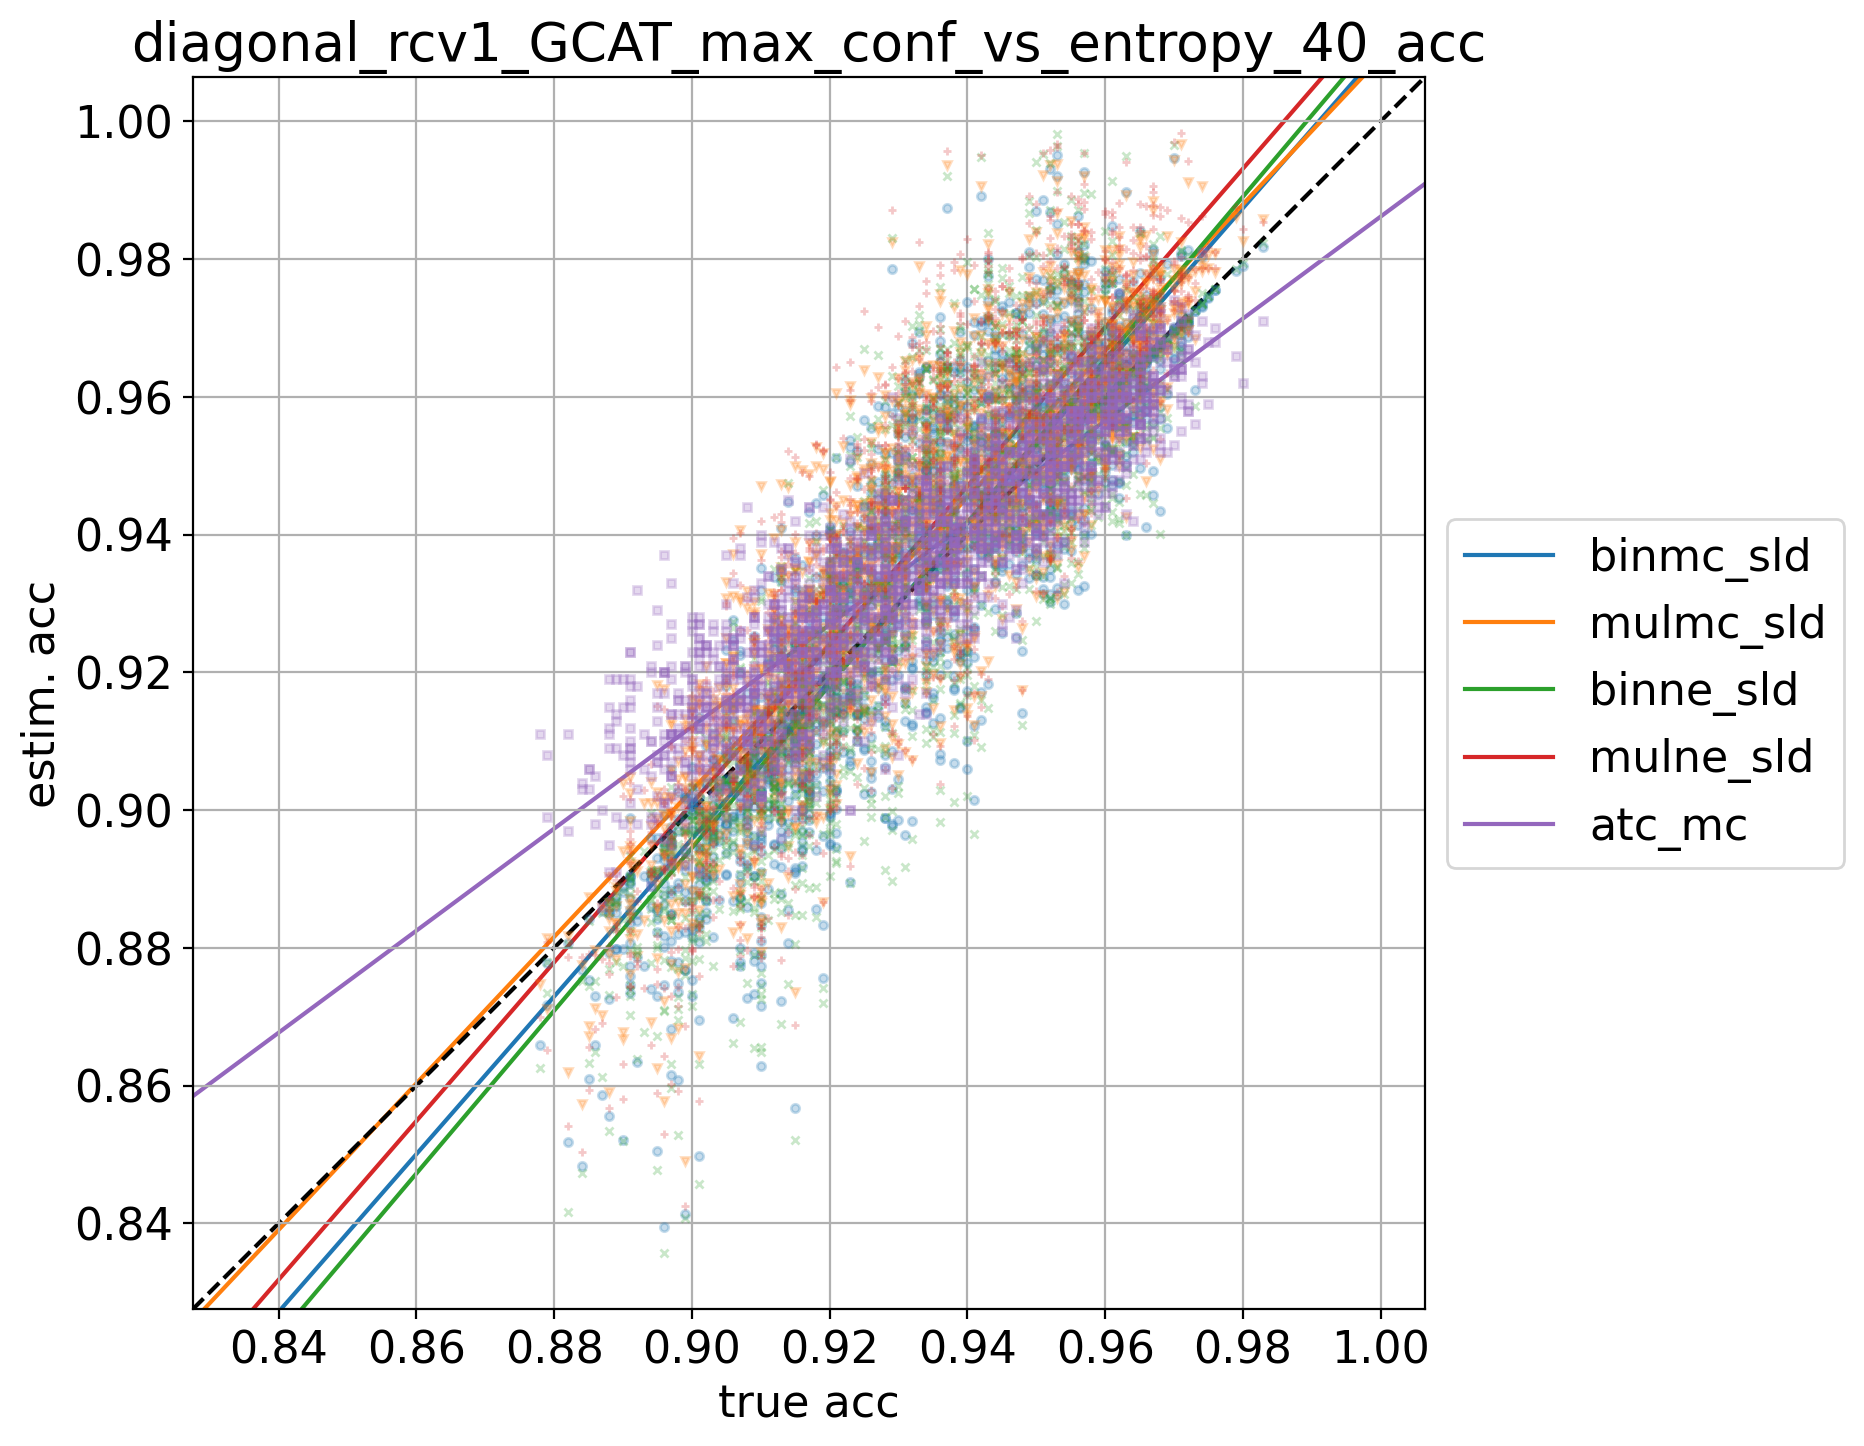 diagonal_rcv1_GCAT_max_conf_vs_entropy_40_acc
estim. acc
1.00
0.98
0.96
0.94
0.92
0.90
0.88
0.86
0.84
0.84 0.86 0.88 0.90 0.92 0.94 0.96 0.98 1.00
true acc
binmc_sld
mulmc_sld
binne_sld
mulne_sld
atc_mc